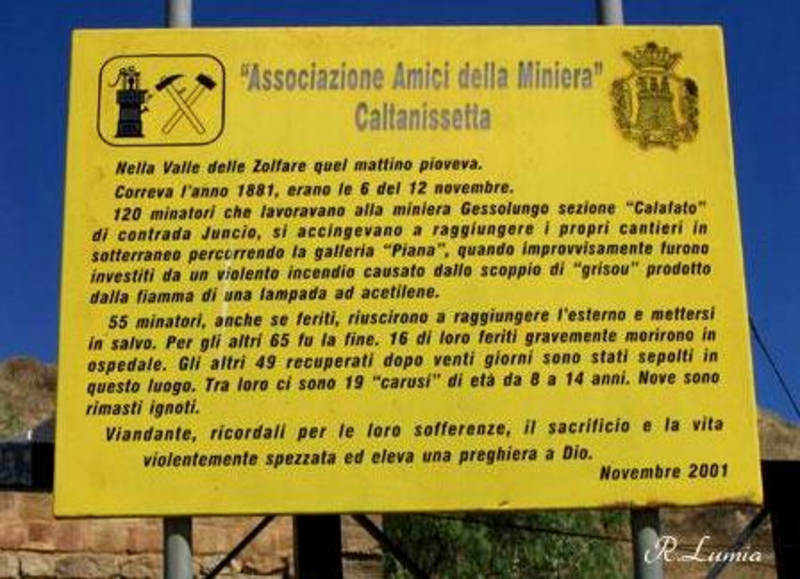 "Associazione Amici della Miniera"
Caltanissetta
Nella Valle delle Zolfare quel mattino pioveva.
Correva l'anno 1881, erano le 6 del 12 novembre.
120 minatori che lavoravano alla miniera Gessolungo sezione "Calafato"
di contrada Juncio, si accingevano a raggiungere i propri cantieri in
sotterraneo percorrendo la galleria "Piana", quando improvvisamente furono
investiti da un violento incendio causato dallo scoppio di "grisou" prodotto
dalla fiamma di una lampada ad acetilene.
55 minatori, anche se feriti, riuscirono a raggiungere l'esterno e mettersi
in salvo. Per gli altri 65 fu la fine. 16 di loro feriti gravemente morirono in
ospedale. Gli altri 49 recuperati dopo venti giorni sono stati sepolti in
questo luogo. Tra loro ci sono 19 "carusi" di età da 8 a 14 anni. Nove sono
rimasti ignoti.
Viandante, ricordali per le loro sofferenze, il sacrificio e la vita
violentemente spezzata ed eleva una preghiera a Dio.
Novembre 2001
R.Lumia